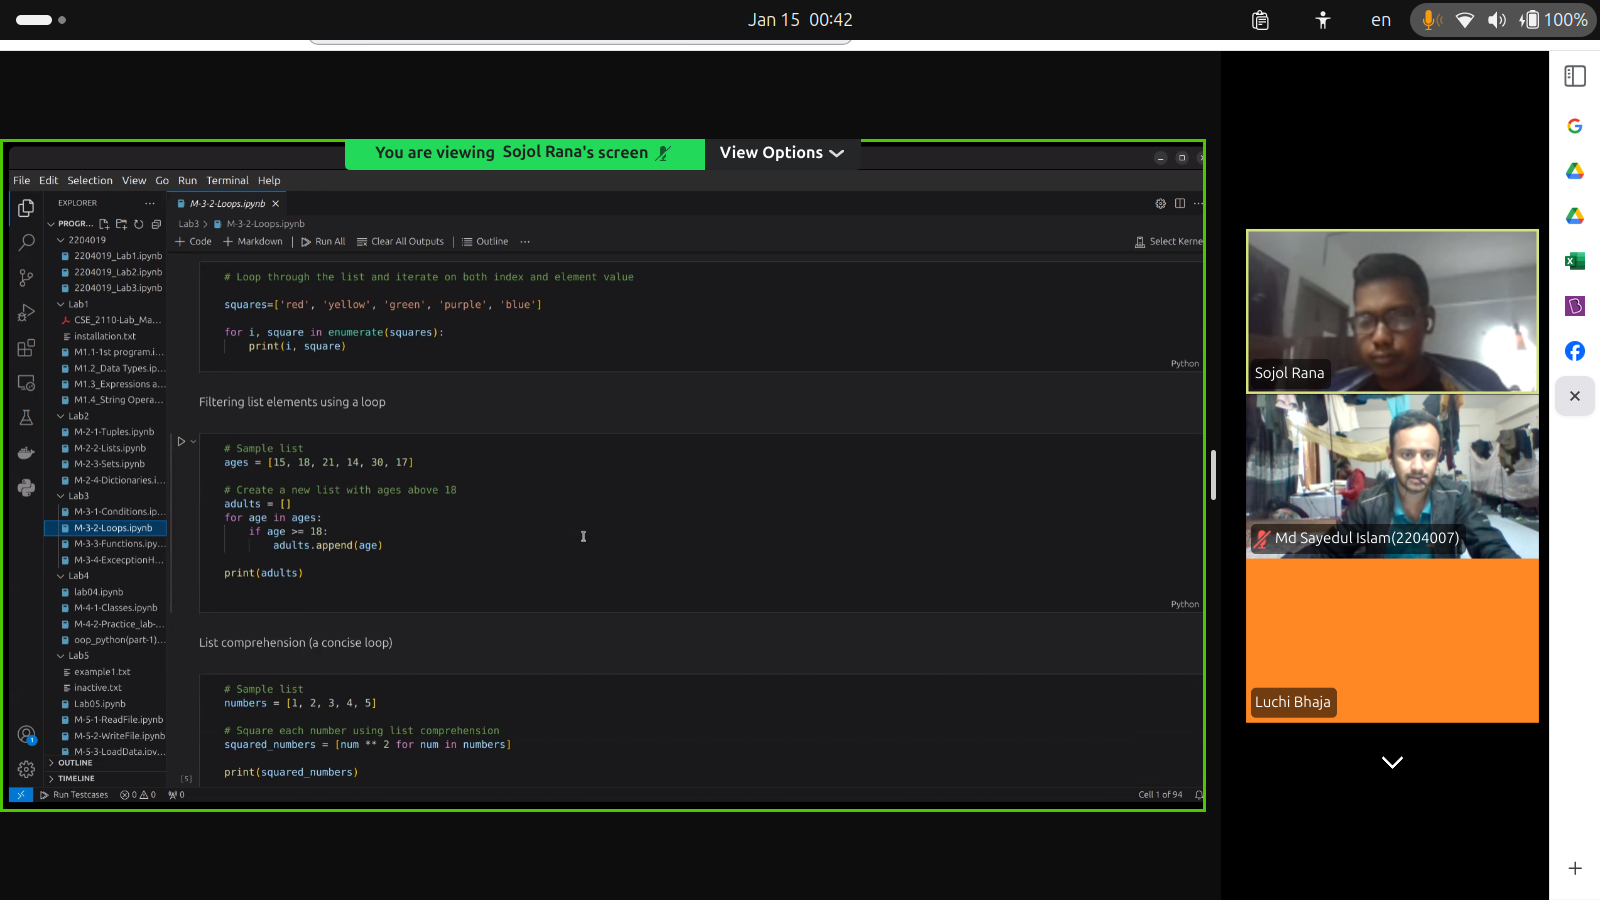 Jan 15 00:42
en
100%
You are viewing Sojol Rana's screen
View Options
File Edit Selection View Go Run Terminal Help
EXPLORER
PROGR...
2204019
2204019_Lab1.ipynb
2204019_Lab2.ipynb
2204019_Lab3.ipynb
Lab1
CSE_2110-Lab_Ma...
installation.txt
M1.1-1st program.i...
M1.2_Data Types.ip...
M1.3_Expressions a...
M1.4_String Opera...
Lab2
M-2-1-Tuples.ipynb
M-2-2-Lists.ipynb
M-2-3-Sets.ipynb
M-2-4-Dictionaries.i...
Lab3
M-3-1-Conditions.ip...
M-3-2-Loops.ipynb
M-3-3-Functions.ipy...
M-3-4-ExcecptionH...
Lab4
lab04.ipynb
M-4-1-Classes.ipynb
M-4-2-Practice_lab-...
oop_python(part-1)...
Lab5
example1.txt
inactive.txt
Lab05.ipynb
M-5-1-ReadFile.ipynb
M-5-2-WriteFile.ipynb
M-5-3-LoadData.ipy...
OUTLINE
TIMELINE
M-3-2-Loops.ipynb
Lab3 > M-3-2-Loops.ipynb
+ Code + Markdown Run All Clear All Outputs Outline ...
Select Kerne
# Loop through the list and iterate on both index and element value
squares=['red', 'yellow', 'green', 'purple', 'blue']
for i, square in enumerate(squares):
print(i, square)
Python
Filtering list elements using a loop
# Sample list
ages = [15, 18, 21, 14, 30, 17]
# Create a new list with ages above 18
adults = []
for age in ages:
if age >= 18:
adults.append(age)
print(adults)
Python
List comprehension (a concise loop)
# Sample list
numbers = [1, 2, 3, 4, 5]
# Square each number using list comprehension
squared_numbers = [num ** 2 for num in numbers]
print(squared_numbers)
[5]
1
Run Testcases 0 0 0
Cell 1 of 94
Sojol Rana
Md Sayedul Islam(2204007)
Luchi Bhaja